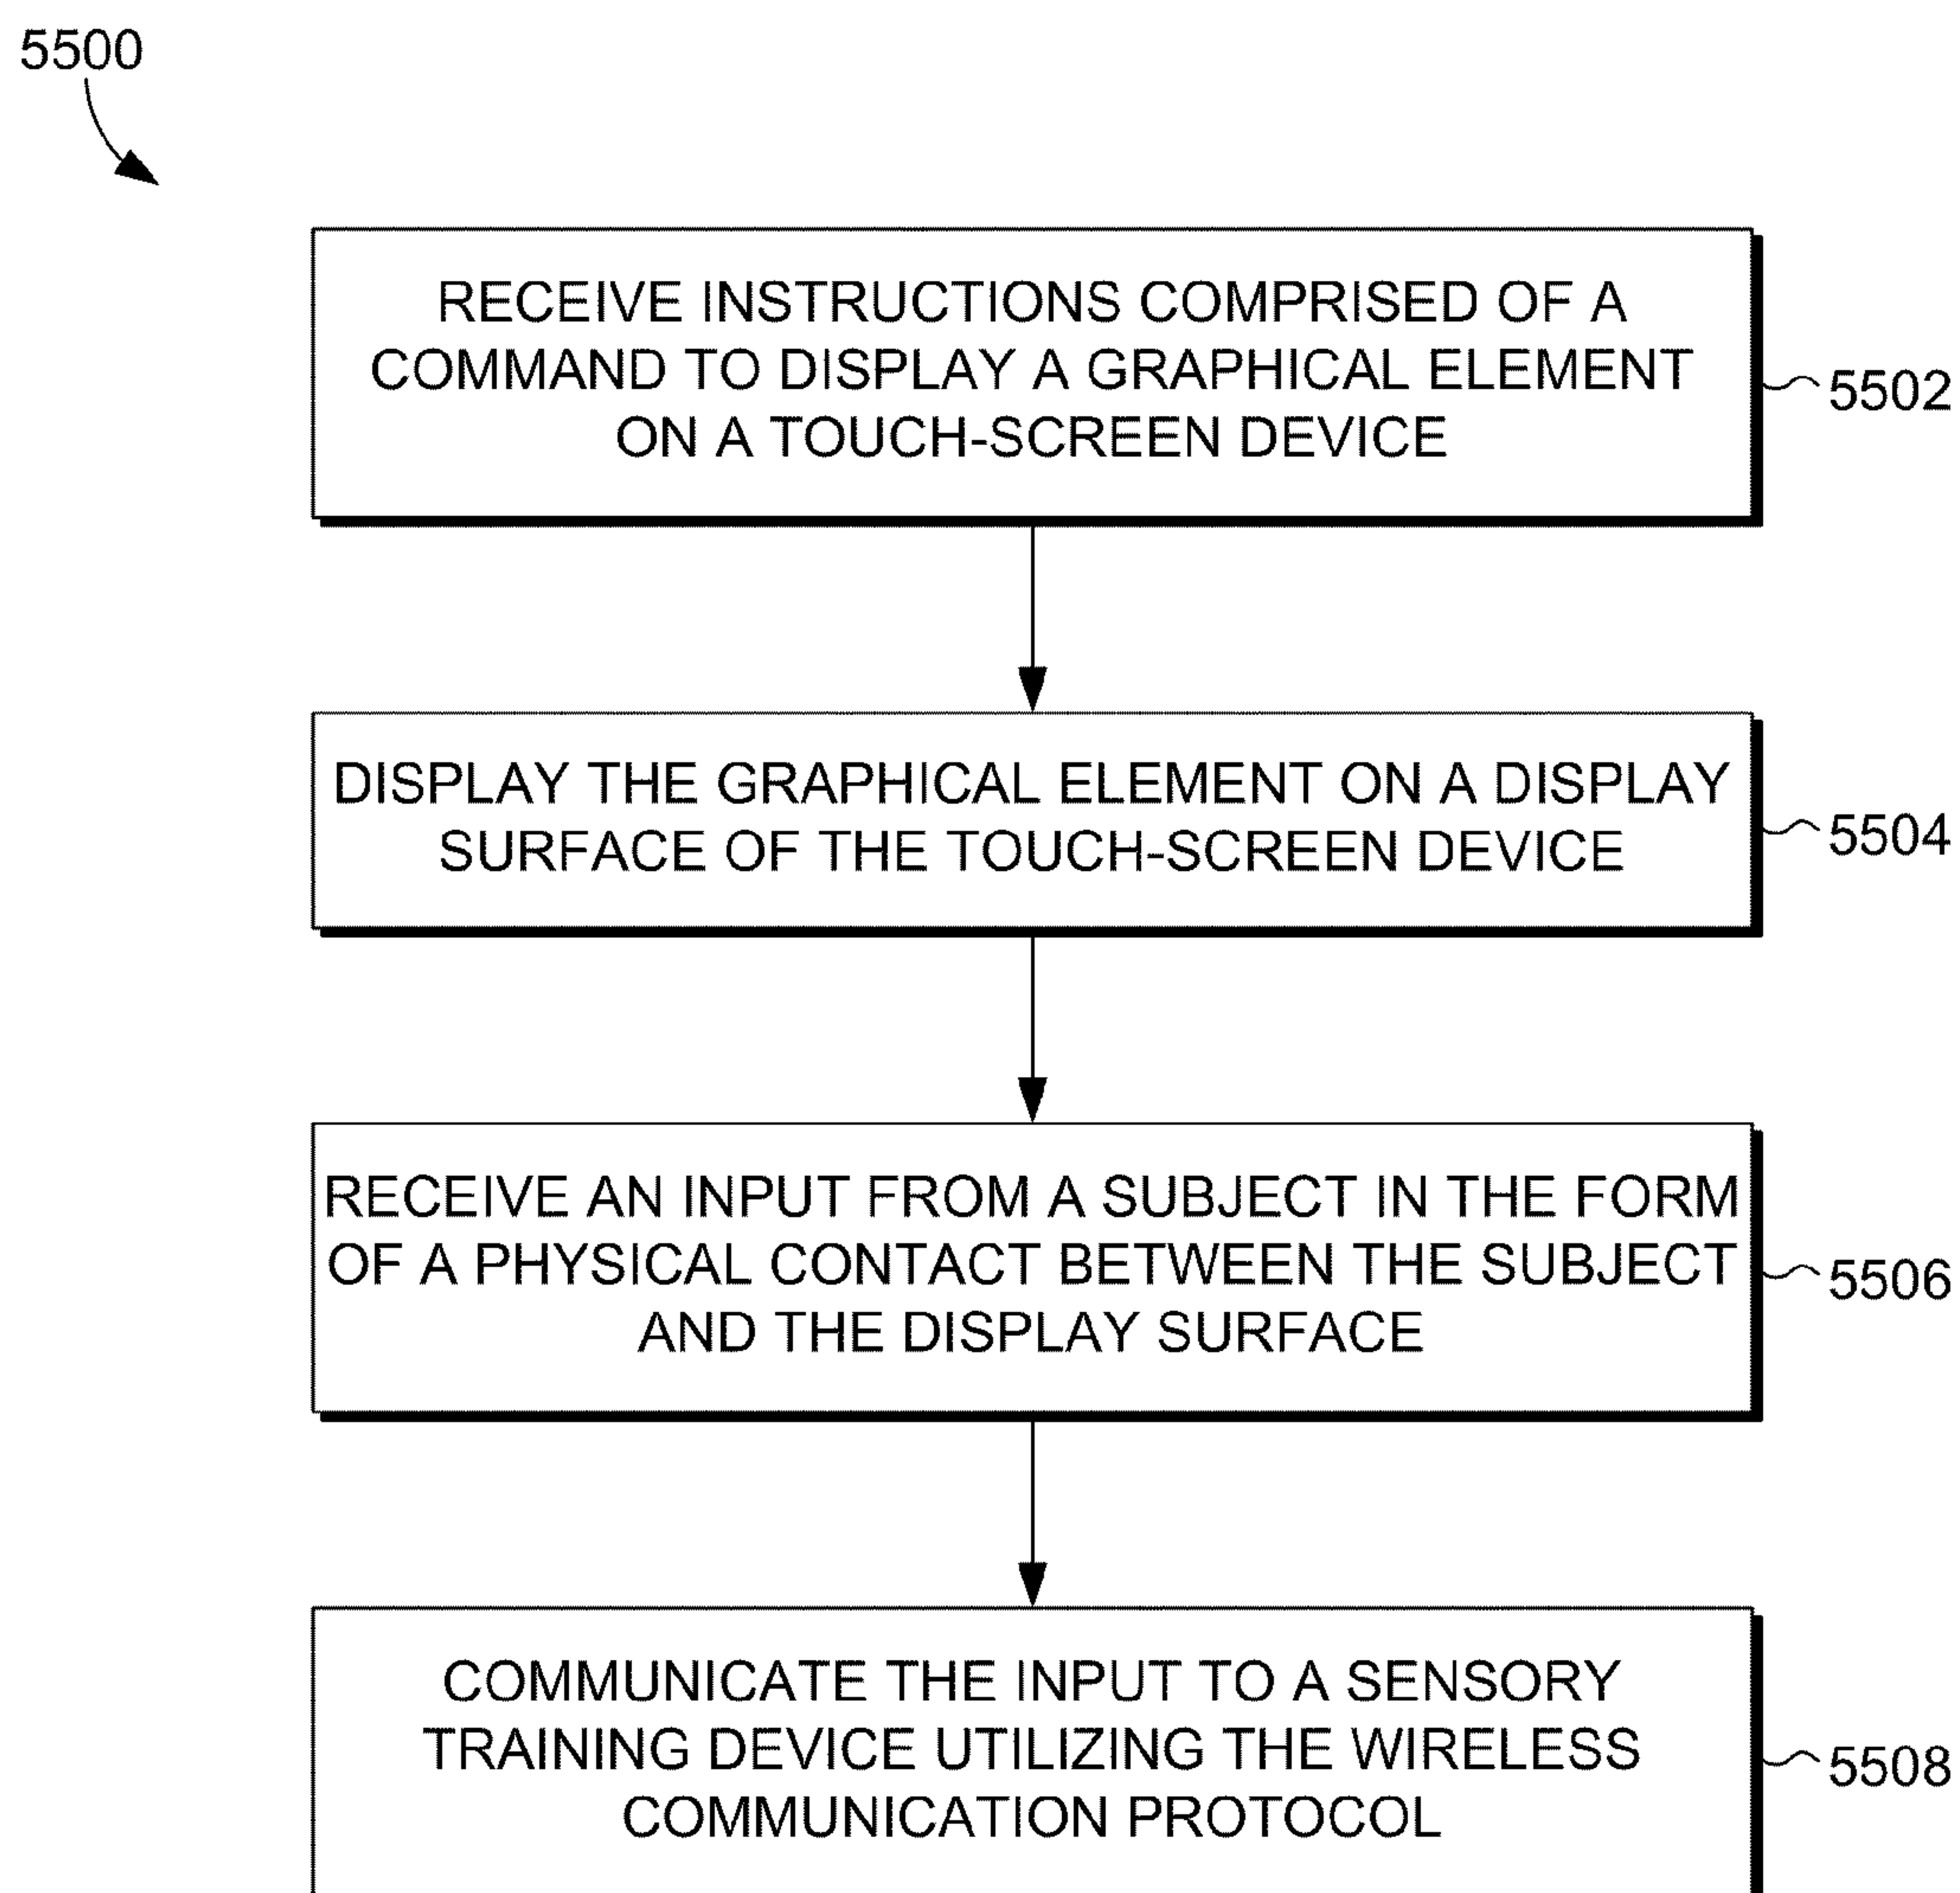 5500
RECEIVE INSTRUCTIONS COMPRISED OF A
COMMAND TO DISPLAY A GRAPHICAL ELEMENT
ON A TOUCH-SCREEN DEVICE
5502
DISPLAY THE GRAPHICAL ELEMENT ON A DISPLAY
SURFACE OF THE TOUCH-SCREEN DEVICE
5504
RECEIVE AN INPUT FROM A SUBJECT IN THE FORM
OF A PHYSICAL CONTACT BETWEEN THE SUBJECT
AND THE DISPLAY SURFACE
5506
COMMUNICATE THE INPUT TO A SENSORY
TRAINING DEVICE UTILIZING THE WIRELESS
COMMUNICATION PROTOCOL
5508